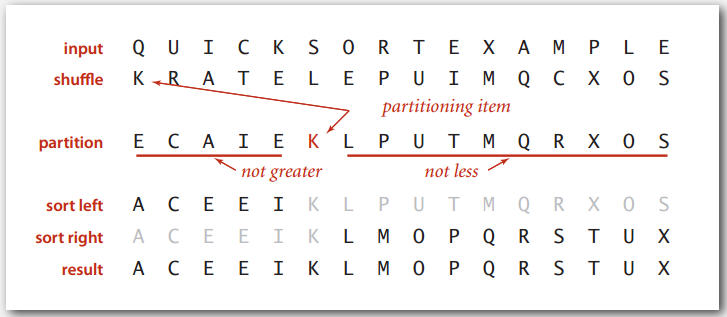 input Q U I C K S O R T E X A M P L E
shuffle K R A T E L E P U I M Q C X O S
partitioning item
partition E C A I E K L P U T M Q R X O S
not greater not less
sort left A C E E I K L P U T M Q R X O S
sort right A C E E I K L M O P Q R S T U X
result A C E E I K L M O P Q R S T U X